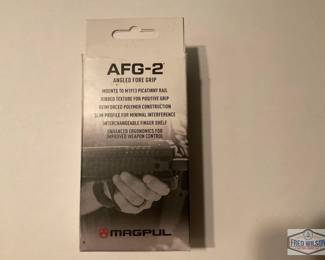 AFG-2
ANGLED FORE GRIP
MOUNTS TO M1913 PICATINNY RAIL
RIBBED TEXTURE FOR POSITIVE GRIP
REINFORCED POLYMER CONSTRUCTION
SLIM PROFILE FOR MINIMAL INTERFERENCE
INTERCHANGEABLE FINGER SHELF
ENHANCED ERGONOMICS FOR
IMPROVED WEAPON CONTROL
MAGPUL
FRED WILSON